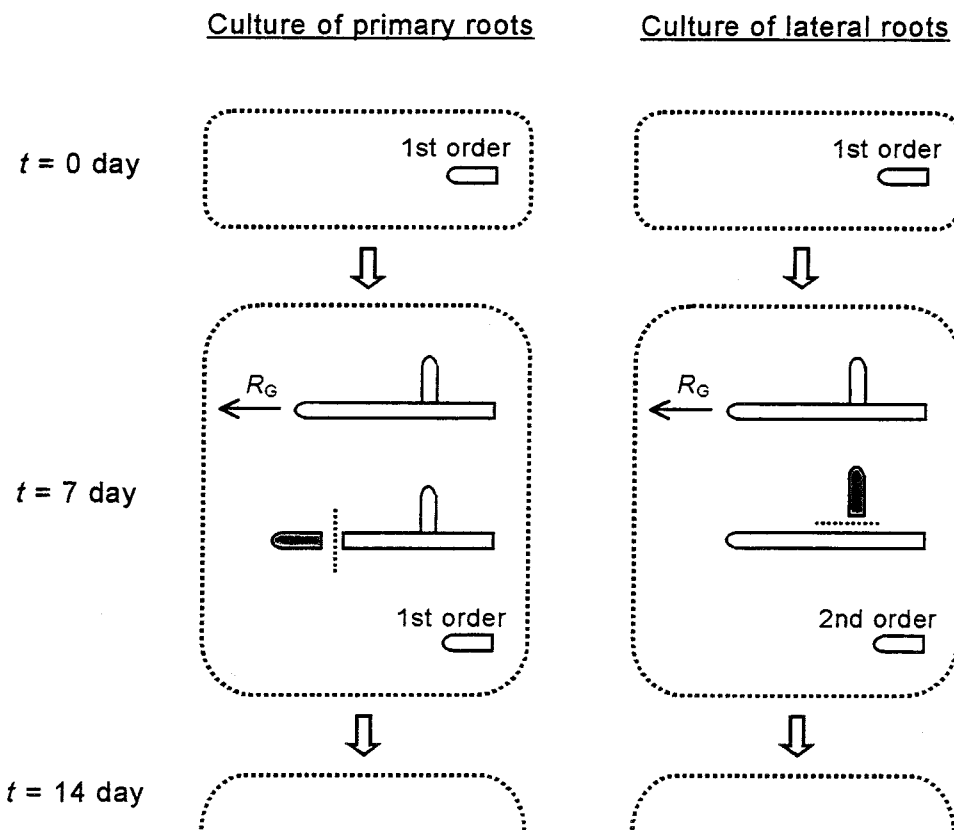 Culture of primary roots
Culture of lateral roots
t = 0 day
1st order
1st order
R_G
R_G
t = 7 day
1st order
2nd order
t = 14 day